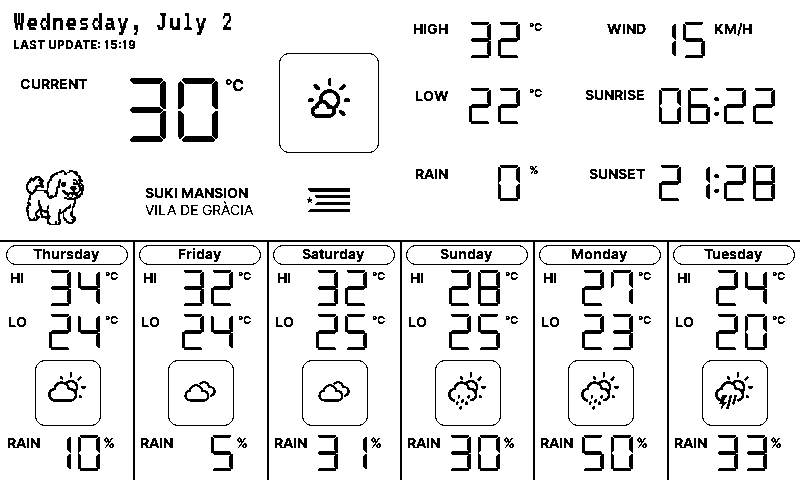 Wednesday, July 2
LAST UPDATE: 15:19
CURRENT 30 °C
HIGH 32 °C
WIND 15 KM/H
LOW 22 °C
SUNRISE 06:22
RAIN 0 %
SUNSET 21:28
SUKI MANSION
VILA DE GRÀCIA
Thursday
HI 34 °C
LO 24 °C
RAIN 10 %
Friday
HI 32 °C
LO 24 °C
RAIN 5 %
Saturday
HI 32 °C
LO 25 °C
RAIN 31 %
Sunday
HI 28 °C
LO 25 °C
RAIN 30 %
Monday
HI 27 °C
LO 23 °C
RAIN 50 %
Tuesday
HI 24 °C
LO 20 °C
RAIN 33 %